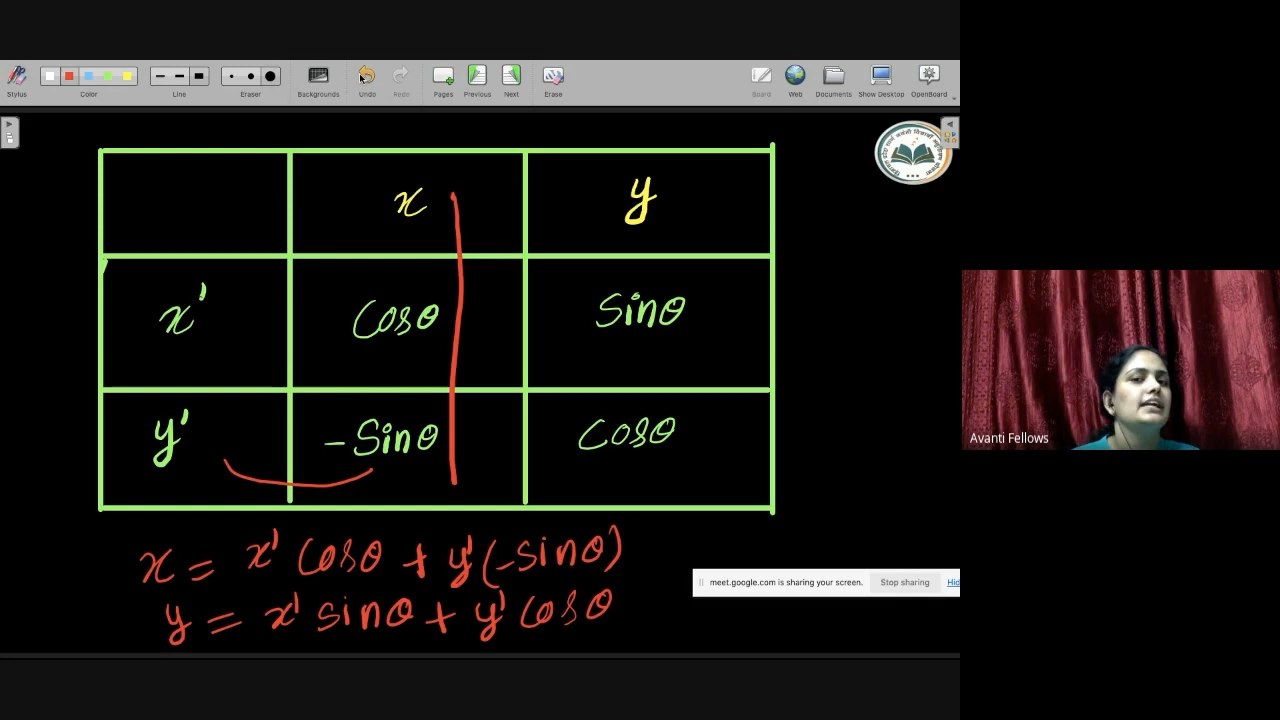 Stylus Color Line Eraser Backgrounds Undo Redo Pages Previous Next Erase Board Web Documents Show Desktop OpenBoard
x y
x' Cosθ Sinθ
y' -Sinθ Cosθ
x = x' Cosθ + y'(-Sinθ)
y = x' sinθ + y' cosθ
meet.google.com is sharing your screen. Stop sharing Hid
Avanti Fellows